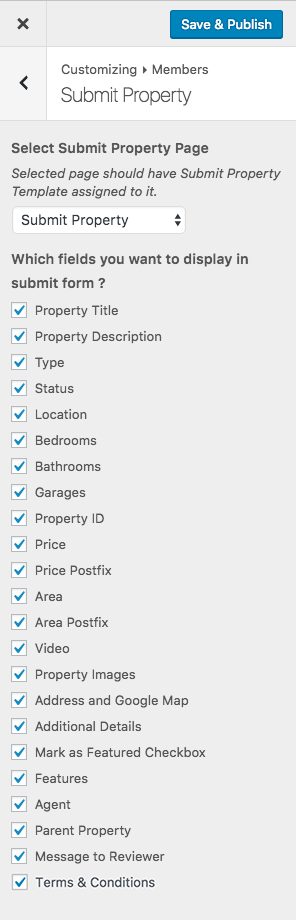 Save & Publish
Customizing ▸ Members
Submit Property
Select Submit Property Page
Selected page should have Submit Property
Template assigned to it.
Submit Property
Which fields you want to display in
submit form ?
Property Title
Property Description
Type
Status
Location
Bedrooms
Bathrooms
Garages
Property ID
Price
Price Postfix
Area
Area Postfix
Video
Property Images
Address and Google Map
Additional Details
Mark as Featured Checkbox
Features
Agent
Parent Property
Message to Reviewer
Terms & Conditions